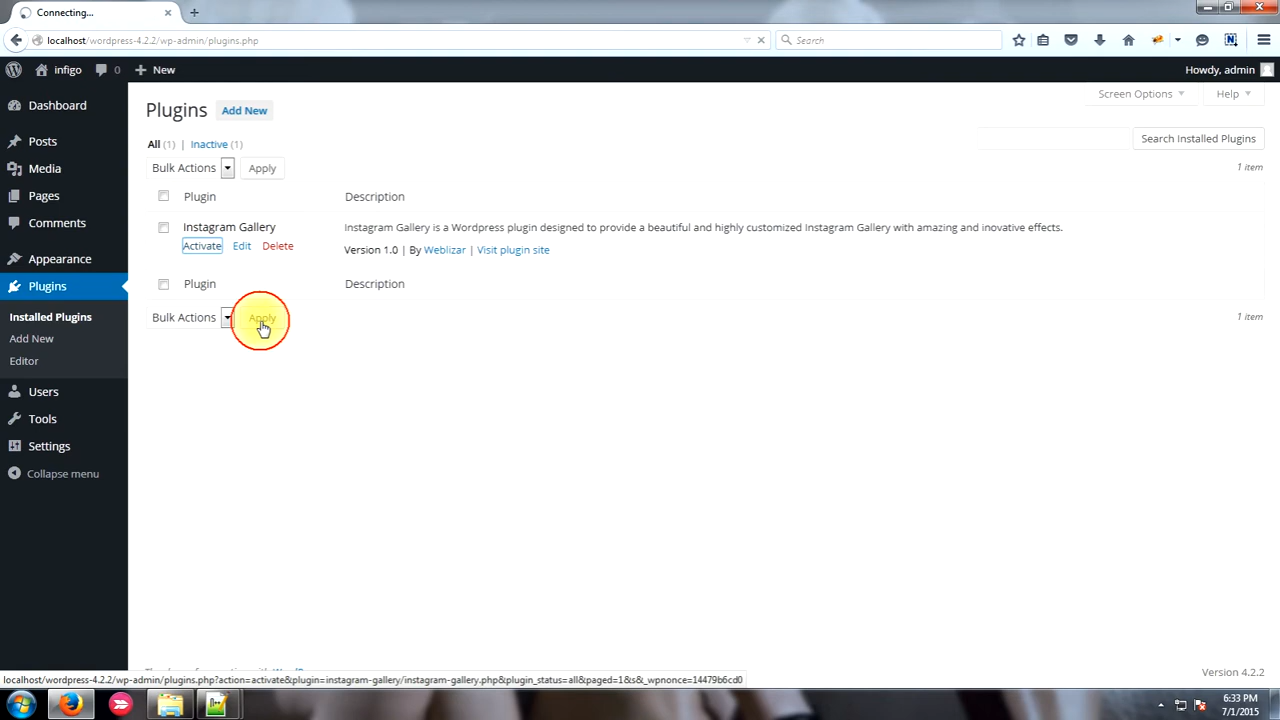 Connecting...
localhost/wordpress-4.2.2/wp-admin/plugins.php
Search
infigo 0 New
Howdy, admin
Dashboard
Posts
Media
Pages
Comments
Appearance
Plugins
Installed Plugins
Add New
Editor
Users
Tools
Settings
Collapse menu
Screen Options Help
Plugins Add New
All (1) | Inactive (1)
Search Installed Plugins
Bulk Actions Apply
1 item
Plugin Description
Instagram Gallery Instagram Gallery is a Wordpress plugin designed to provide a beautiful and highly customized Instagram Gallery with amazing and inovative effects.
Activate Edit Delete Version 1.0 | By Weblizar | Visit plugin site
Plugin Description
Bulk Actions Apply
1 item
Version 4.2.2
localhost/wordpress-4.2.2/wp-admin/plugins.php?action=activate&plugin=instagram-gallery/instagram-gallery.php&plugin_status=all&paged=1&s&_wpnonce=14479b6cd0
6:33 PM
7/1/2015